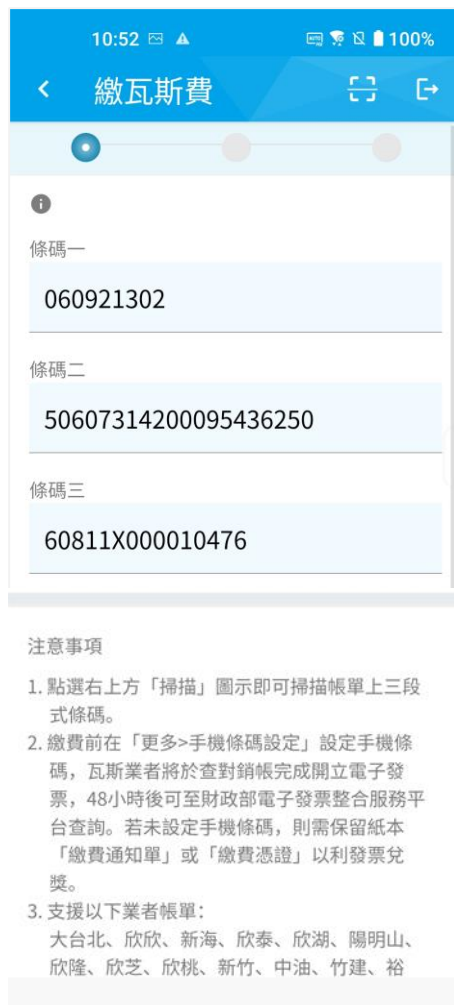 10:52 100%
繳瓦斯費
條碼一
060921302
條碼二
50607314200095436250
條碼三
60811X000010476
注意事項
1. 點選右上方「掃描」圖示即可掃描帳單上三段
式條碼。
2. 繳費前在「更多>手機條碼設定」設定手機條
碼，瓦斯業者將於查對銷帳完成開立電子發
票，48小時後可至財政部電子發票整合服務平
台查詢。若未設定手機條碼，則需保留紙本
「繳費通知單」或「繳費憑證」以利發票兌
獎。
3. 支援以下業者帳單：
大台北、欣欣、新海、欣泰、欣湖、陽明山、
欣隆、欣芝、欣桃、新竹、中油、竹建、裕